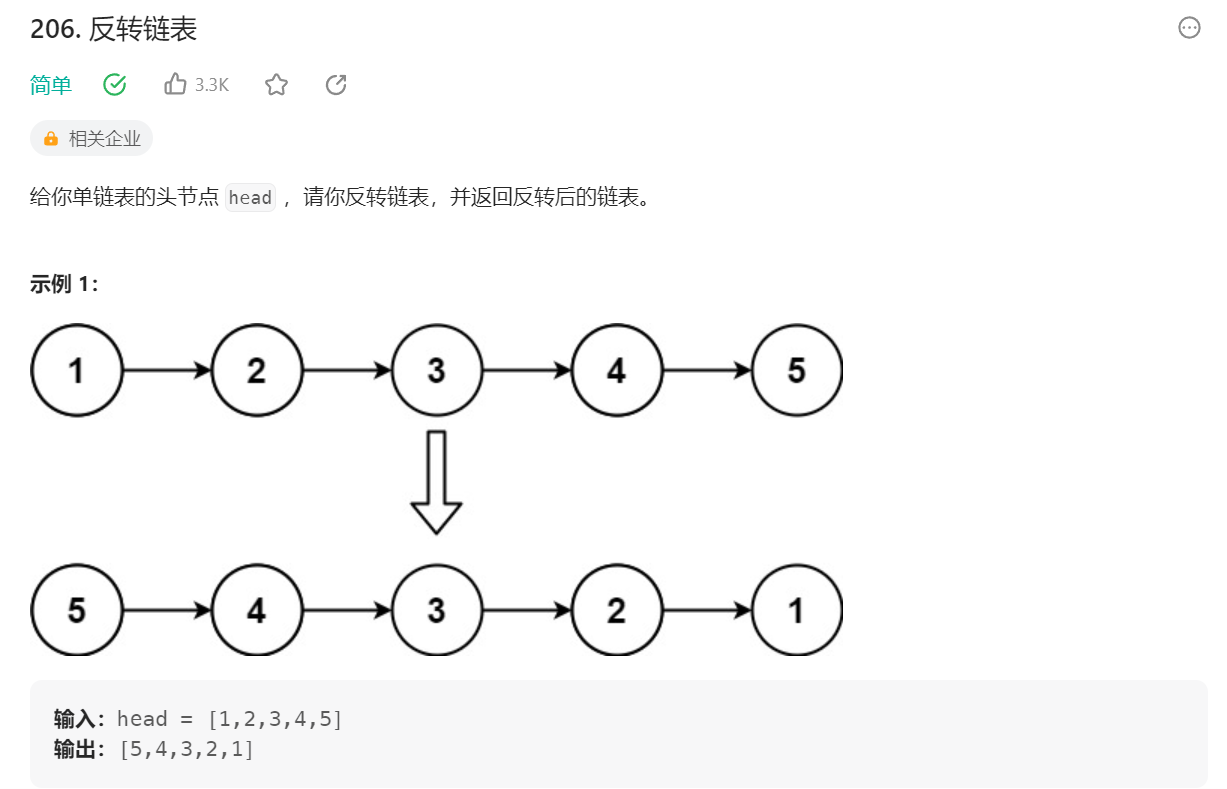 206. 反转链表
简单 3.3K
相关企业
给你单链表的头节点 head ，请你反转链表，并返回反转后的链表。
示例 1：
1 2 3 4 5
5 4 3 2 1
输入：head = [1,2,3,4,5]
输出：[5,4,3,2,1]